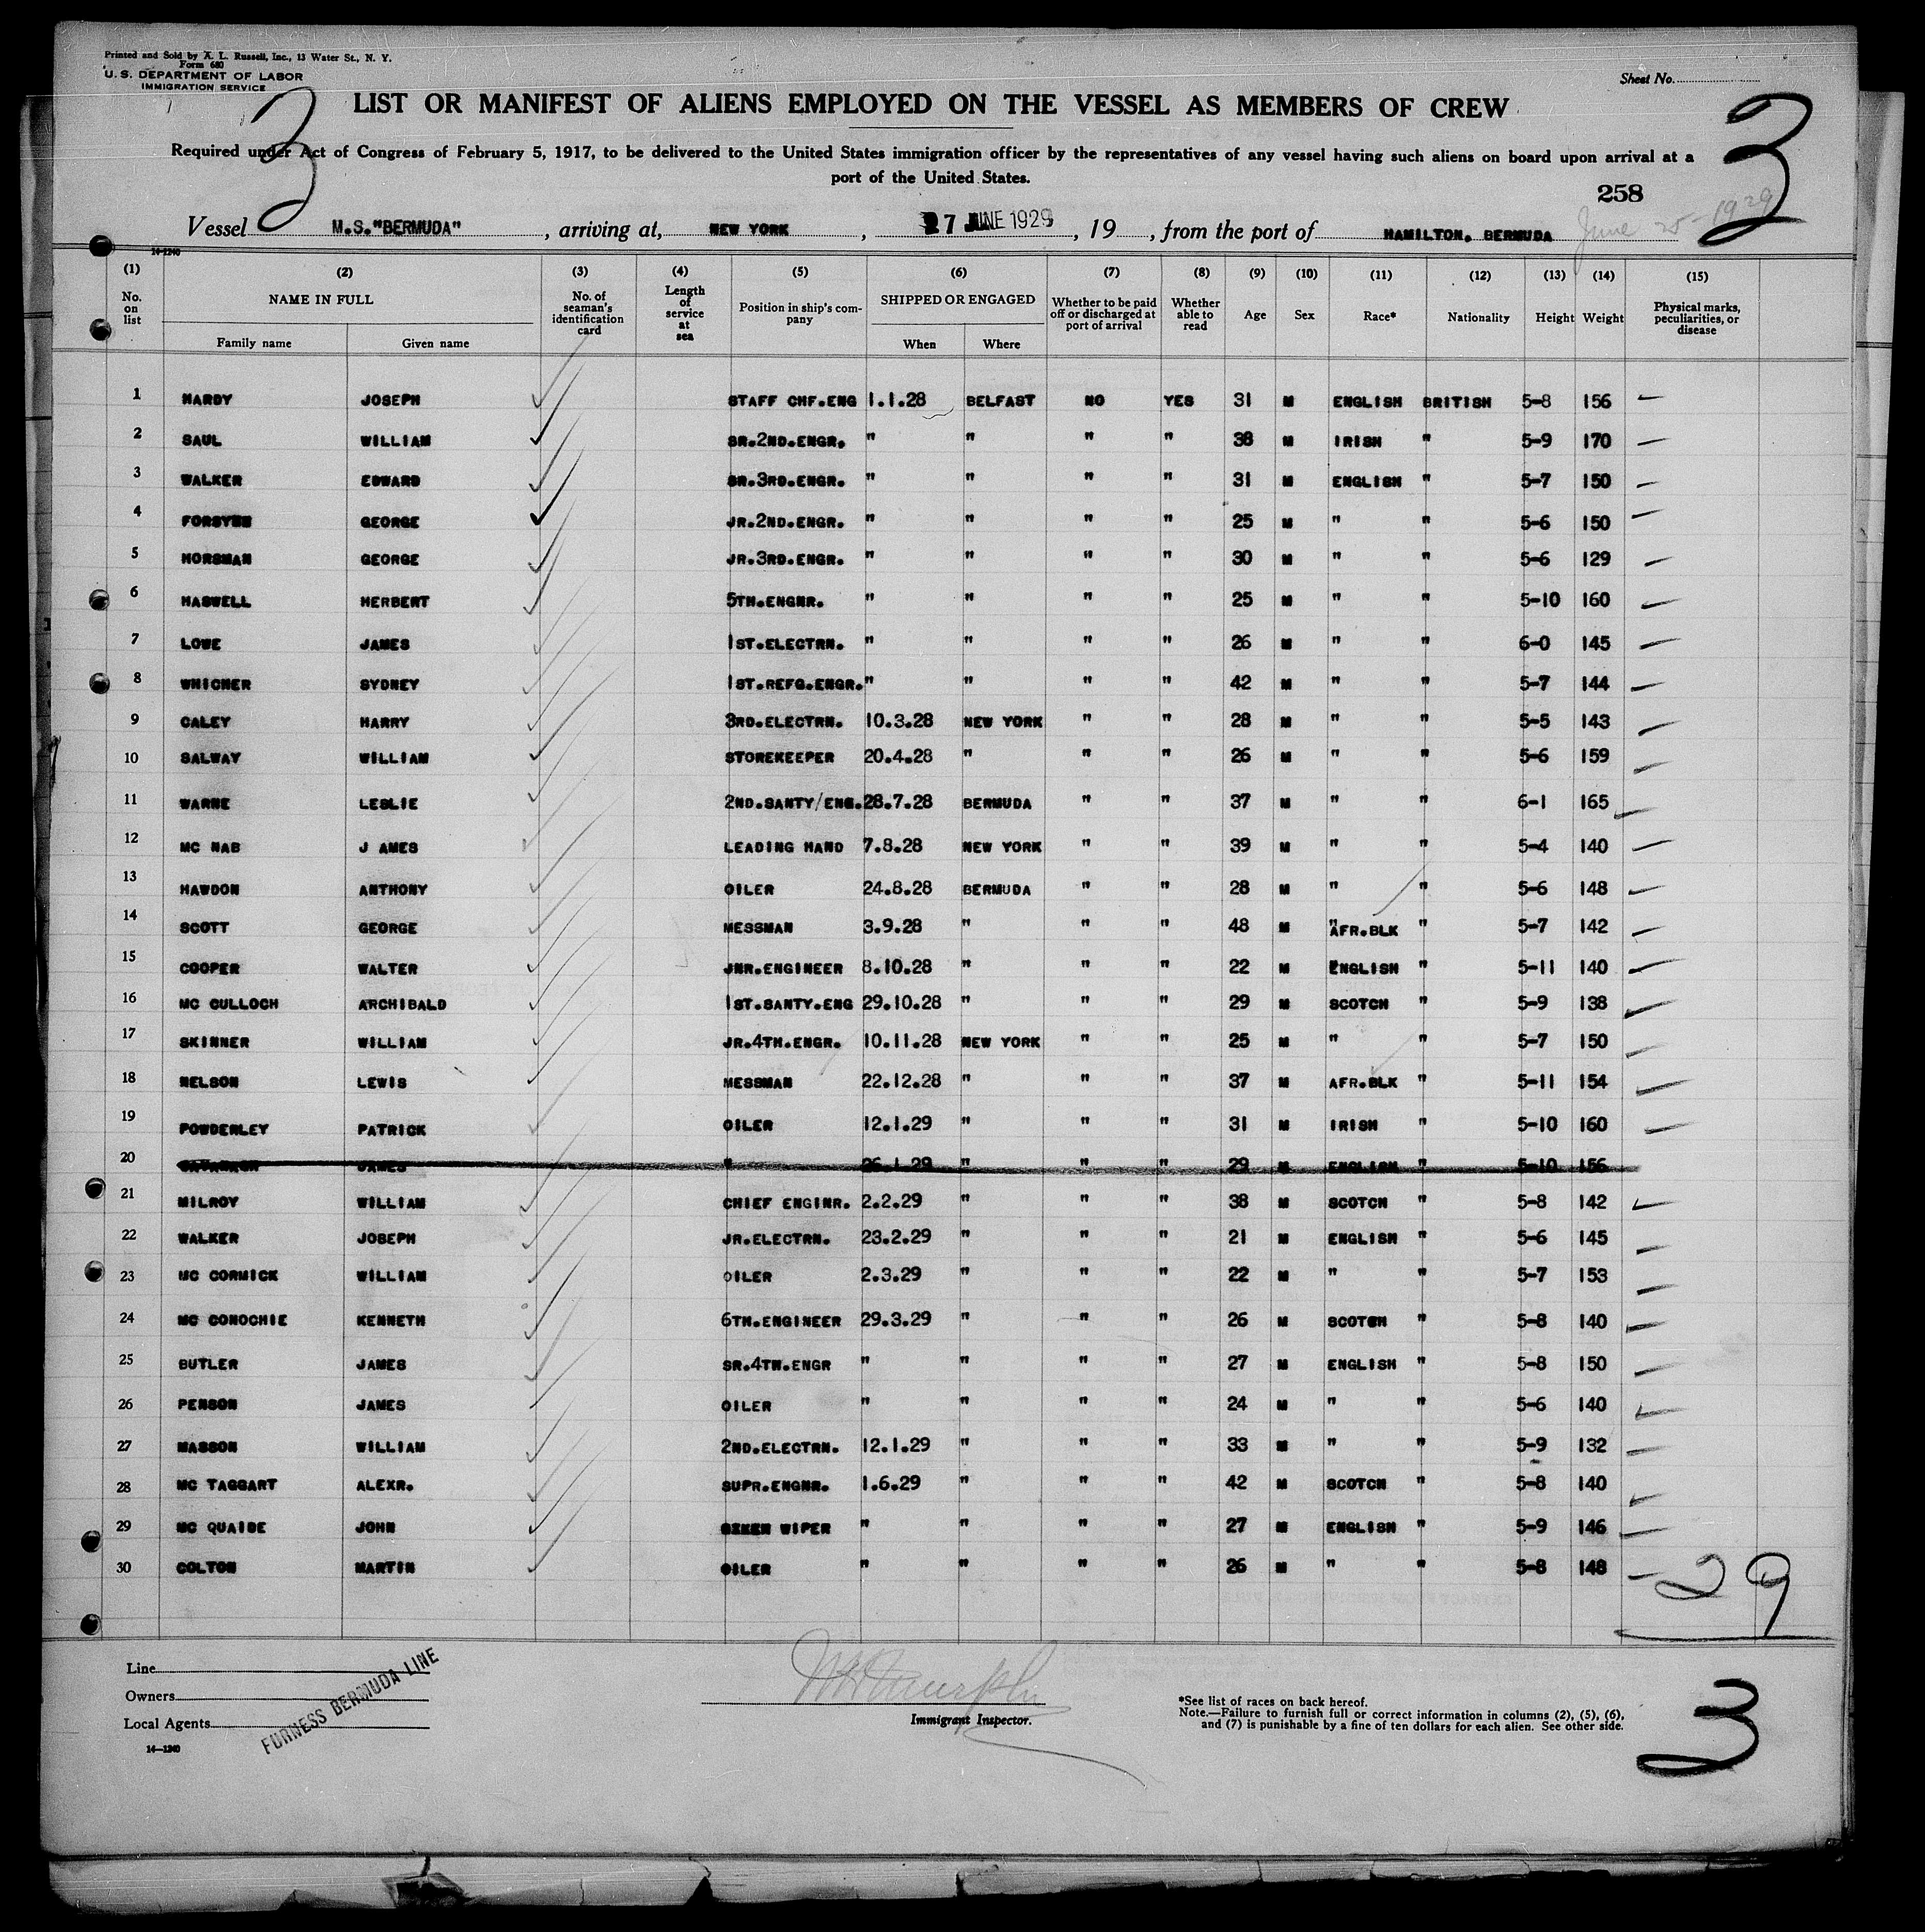 Printed and Sold by A. L. Russell, Inc., 13 Water St., N. Y.
Form 680
U. S. DEPARTMENT OF LABOR
IMMIGRATION SERVICE
Sheet No.
3
LIST OR MANIFEST OF ALIENS EMPLOYED ON THE VESSEL AS MEMBERS OF CREW
3
Required under Act of Congress of February 5, 1917, to be delivered to the United States immigration officer by the representatives of any vessel having such aliens on board upon arrival at a
port of the United States.
258
June 25-1929
Vessel M.S."BERMUDA" , arriving at, NEW YORK , 27 JUNE 1929 , 19 , from the port of HAMILTON, BERMUDA
14-1240
(1) (2) (3) (4) (5) (6) (7) (8) (9) (10) (11) (12) (13) (14) (15)
No. on list NAME IN FULL Family name Given name No. of seaman's identification card Length of service at sea Position in ship's company SHIPPED OR ENGAGED When Where Whether to be paid off or discharged at port of arrival Whether able to read Age Sex Race* Nationality Height Weight Physical marks, peculiarities, or disease
1 HARDY JOSEPH STAFF CHF.ENG 1.1.28 BELFAST NO YES 31 M ENGLISH BRITISH 5-8 156
2 SAUL WILLIAM SR.2ND.ENGR. " " " " 38 M IRISH " 5-9 170
3 WALKER EDWARD SR.3RD.ENGR. " " " " 31 M ENGLISH " 5-7 150
4 GEORGE JR.2ND.ENGR. " " " " 25 M " " 5-6 150
5 HORSMAN GEORGE JR.3RD.ENGR. " " " " 30 M " " 5-6 129
6 HASWELL HERBERT 5TH.ENGNR. " " " " 25 M " " 5-10 160
7 LOWE JAMES 1ST.ELECTRN. " " " " 26 M " " 6-0 145
8 WHICHER SYDNEY 1ST.REFG.ENGR. " " " " 42 M " " 5-7 144
9 CALEY HARRY 3RD.ELECTRN. 10.3.28 NEW YORK " " 28 M " " 5-5 143
10 SALWAY WILLIAM STOREKEEPER 20.4.28 " " " 26 M " " 5-6 159
11 WARNE LESLIE 2ND.SANTY/ENG. 28.7.28 BERMUDA " " 37 M " " 6-1 165
12 MC NAB J AMES LEADING HAND 7.8.28 NEW YORK " " 39 M " " 5-4 140
13 HAWDON ANTHONY OILER 24.8.28 BERMUDA " " 28 M " " 5-6 148
14 SCOTT GEORGE MESSMAN 3.9.28 " " " 48 M " AFR.BLK " 5-7 142
15 COOPER WALTER JNR.ENGINEER 8.10.28 " " " 22 M ENGLISH " 5-11 140
16 MC CULLOCH ARCHIBALD 1ST.SANTY.ENG 29.10.28 " " " 29 M SCOTCH " 5-9 138
17 SKINNER WILLIAM JR.4TH.ENGR. 10.11.28 NEW YORK " " 25 M " " 5-7 150
18 NELSON LEWIS MESSMAN 22.12.28 " " " 37 M AFR.BLK " 5-11 154
19 POWDERLEY PATRICK OILER 12.1.29 " " " 31 M IRISH " 5-10 160
20 JAMES " 26.1.29 " " " 29 M ENGLISH " 5-10 156
21 MILROY WILLIAM CHIEF ENGINR. 2.2.29 " " " 38 M SCOTCH " 5-8 142
22 WALKER JOSEPH JR.ELECTRN. 23.2.29 " " " 21 M ENGLISH " 5-6 145
23 MC CORMICK WILLIAM OILER 2.3.29 " " " 22 M " " 5-7 153
24 MC CONOCHIE KENNETH 6TH.ENGINEER 29.3.29 " " " 26 M SCOTCH " 5-8 140
25 BUTLER JAMES SR.4TH.ENGR " " " " 27 M ENGLISH " 5-8 150
26 PENSON JAMES OILER " " " " 24 M " " 5-6 140
27 MASSON WILLIAM 2ND.ELECTRN. 12.1.29 " " " 33 M " " 5-9 132
28 MC TAGGART ALEXR. SUPR.ENGNR. 1.6.29 " " " 42 M SCOTCH " 5-8 140
29 MC QUAIDE JOHN WIPER " " " " 27 M ENGLISH " 5-9 146
30 COLTON MARTIN OILER " " " " 26 M " " 5-8 148
29
Line
Owners
Local Agents
FURNESS BERMUDA LINE
14—1240
Immigrant Inspector.
*See list of races on back hereof.
Note.—Failure to furnish full or correct information in columns (2), (5), (6),
and (7) is punishable by a fine of ten dollars for each alien. See other side.
3